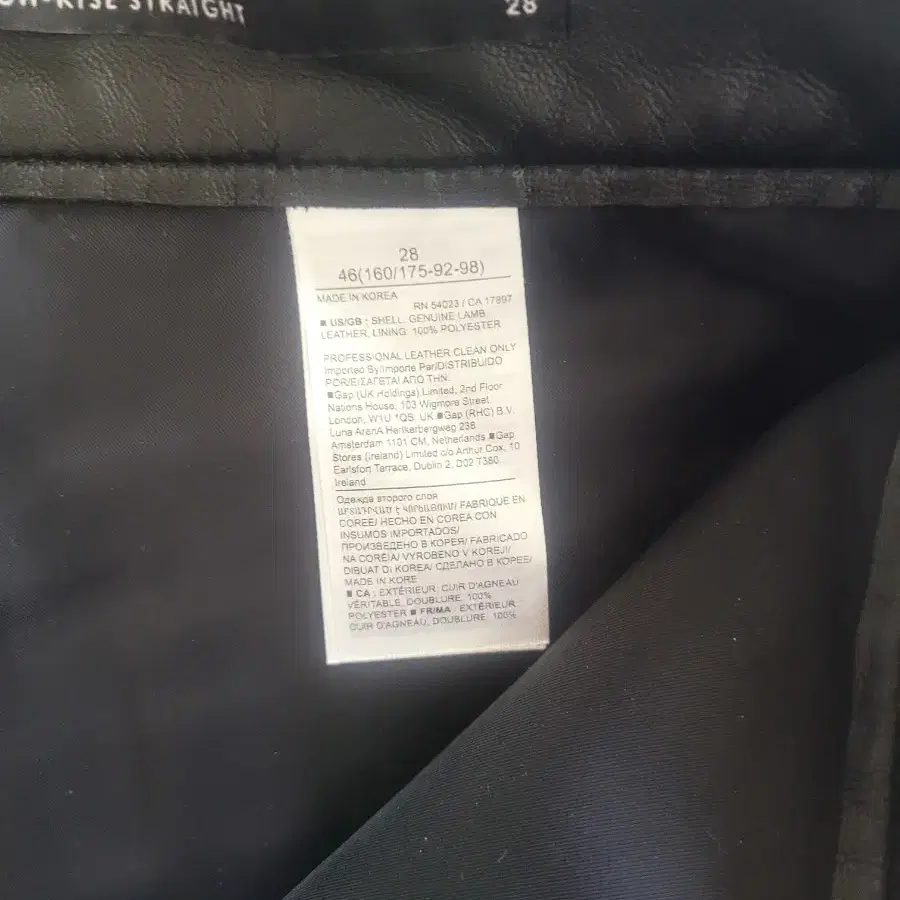 -RISE STRAIGHT
28
28
46(160/175-92-98)
MADE IN KOREA
RN 54023 / CA 17897
■ US/GB : SHELL: GENUINE LAMB
LEATHER, LINING: 100% POLYESTER
PROFESSIONAL LEATHER CLEAN ONLY
Imported By/Importé Par/DISTRIBUIDO
POR/ΕΙΣΑΓΕΤΑΙ ΑΠΟ ΤΗΝ:
■Gap (UK Holdings) Limited, 2nd Floor
Nations House, 103 Wigmore Street,
London, W1U 1QS, UK ■Gap (RHC) B.V.
Luna ArenA Herikerbergweg 238
Amsterdam 1101 CM, Netherlands ■Gap
Stores (Ireland) Limited c/o Arthur Cox, 10
Earlsfort Terrace, Dublin 2, D02 T380,
Ireland
Одежда второго слоя
FABRIQUE EN
COREE/ HECHO EN COREA CON
INSUMOS IMPORTADOS/
ПРОИЗВЕДЕНО В КОРЕЯ/ FABRICADO
NA COREIA/ VYROBENO V KOREJI/
DIBUAT DI KOREA/ СДЕЛАНО В КОРЕЕ/
MADE IN KORE
■ CA : EXTÉRIEUR: CUIR D'AGNEAU
VÉRITABLE, DOUBLURE: 100%
POLYESTER ■ FR/MA : EXTÉRIEUR:
CUIR D'AGNEAU, DOUBLURE: 100%